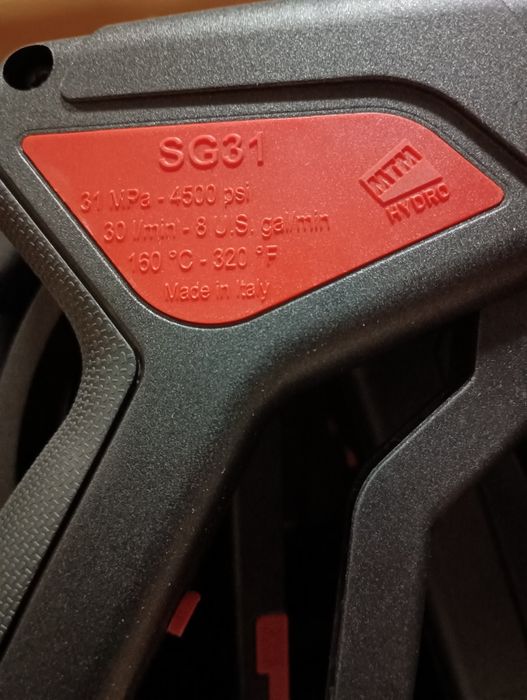 SG31
31 MPa - 4500 psi
30 l/min - 8 U.S. gal/min
160 °C - 320 °F
Made in Italy
MTM
HYDRO